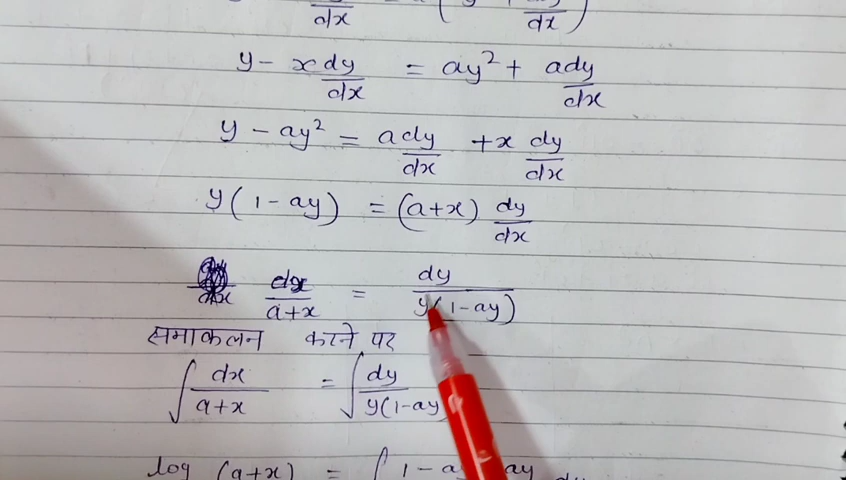 y - x dy/dx = ay² + a dy/dx
y - ay² = a dy/dx + x dy/dx
y(1-ay) = (a+x) dy/dx
dx/a+x = dy/y(1-ay)
समाकलन करने पर
∫ dx/a+x = ∫ dy/y(1-ay
log (a+x) = ∫ 1-a